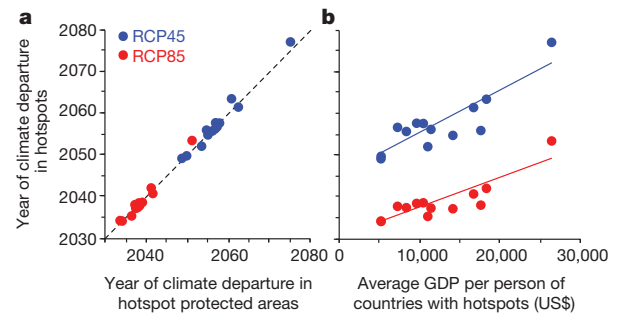 a
b
RCP45
RCP85
Year of climate departure
in hotspots
2080
2070
2060
2050
2040
2030
2040
2060
2080
0
10,000
20,000
30,000
Year of climate departure in
hotspot protected areas
Average GDP per person of
countries with hotspots (US$)